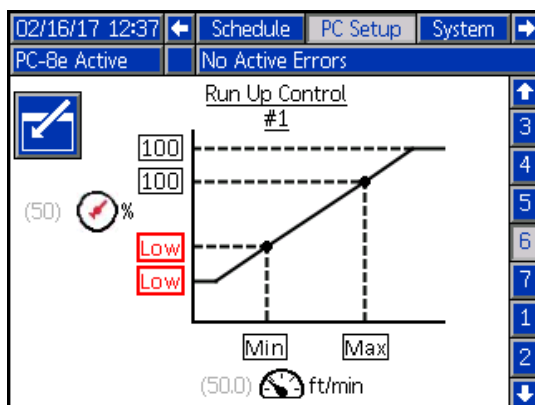 02/16/17 12:37 Schedule PC Setup System
PC-8e Active No Active Errors
Run Up Control
#1
100
100
(50) %
Low
Low
Min Max
(50.0) ft/min
3
4
5
6
7
1
2